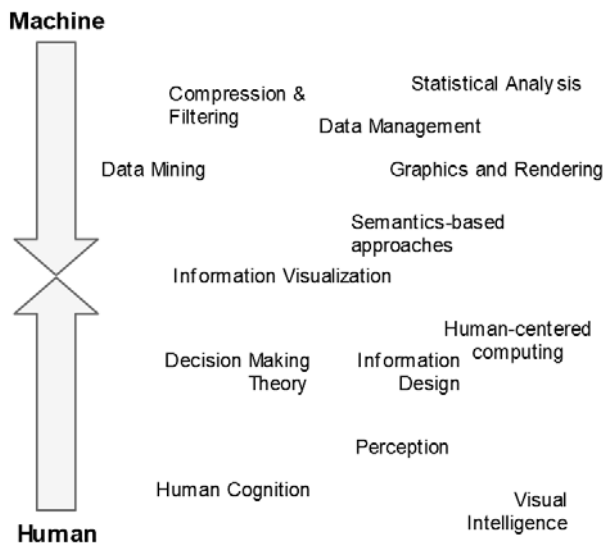 Machine
Statistical Analysis
Compression &
Filtering
Data Management
Data Mining
Graphics and Rendering
Semantics-based
approaches
Information Visualization
Human-centered
computing
Decision Making
Theory
Information
Design
Perception
Human Cognition
Visual
Intelligence
Human